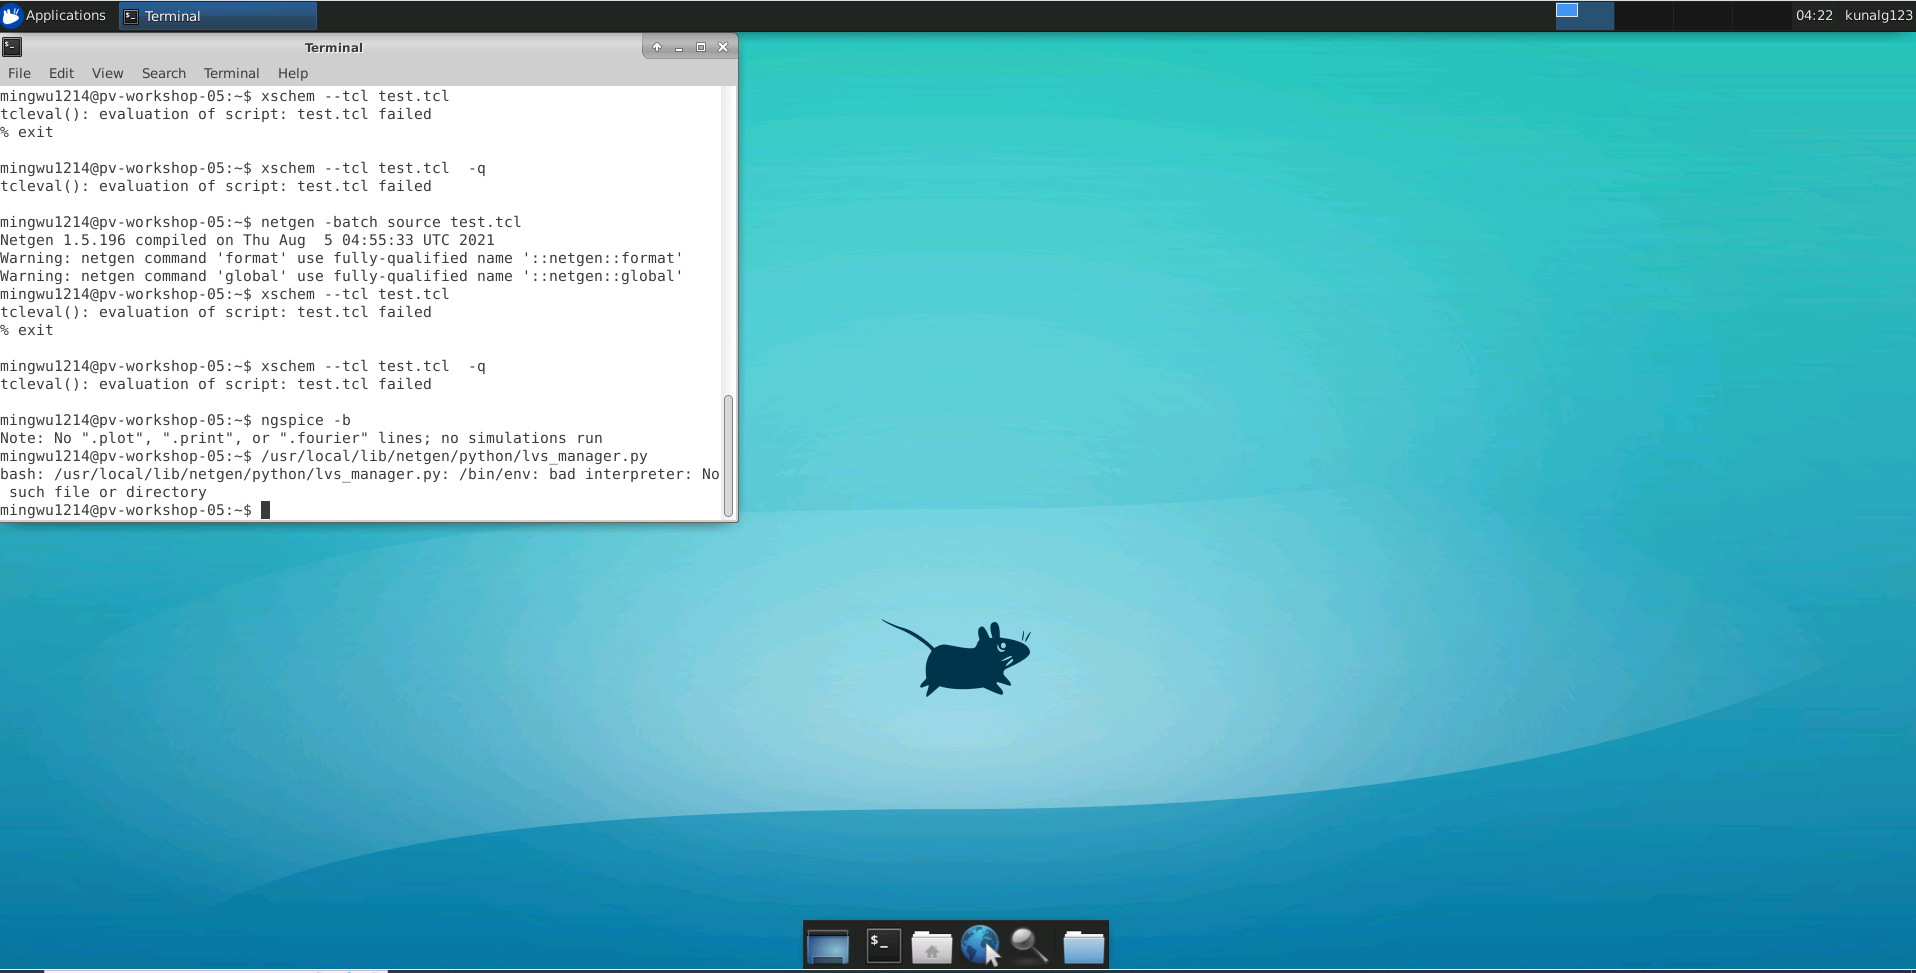 Applications
Terminal
04:22 kunalg123
Terminal
File Edit View Search Terminal Help
mingwu1214@pv-workshop-05:~$ xschem --tcl test.tcl
tcleval(): evaluation of script: test.tcl failed
% exit
mingwu1214@pv-workshop-05:~$ xschem --tcl test.tcl  -q
tcleval(): evaluation of script: test.tcl failed
mingwu1214@pv-workshop-05:~$ netgen -batch source test.tcl
Netgen 1.5.196 compiled on Thu Aug  5 04:55:33 UTC 2021
Warning: netgen command 'format' use fully-qualified name '::netgen::format'
Warning: netgen command 'global' use fully-qualified name '::netgen::global'
mingwu1214@pv-workshop-05:~$ xschem --tcl test.tcl
tcleval(): evaluation of script: test.tcl failed
% exit
mingwu1214@pv-workshop-05:~$ xschem --tcl test.tcl  -q
tcleval(): evaluation of script: test.tcl failed
mingwu1214@pv-workshop-05:~$ ngspice -b
Note: No ".plot", ".print", or ".fourier" lines; no simulations run
mingwu1214@pv-workshop-05:~$ /usr/local/lib/netgen/python/lvs_manager.py
bash: /usr/local/lib/netgen/python/lvs_manager.py: /bin/env: bad interpreter: No
 such file or directory
mingwu1214@pv-workshop-05:~$
$_